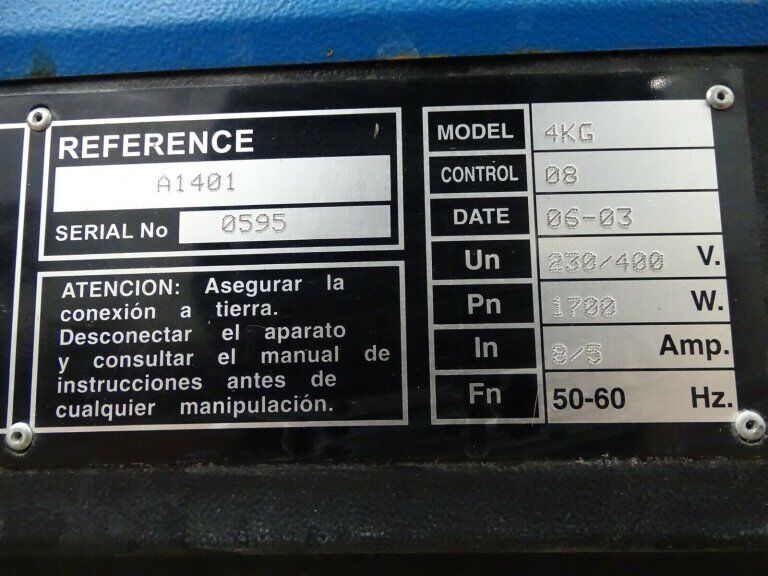 REFERENCE
A1401
SERIAL No 0595
ATENCION: Asegurar la
conexión a tierra.
Desconectar el aparato
y consultar el manual de
instrucciones antes de
cualquier manipulación.
MODEL 4KG
CONTROL 08
DATE 06-03
Un 230/400 V.
Pn 1700 W.
In 8/5 Amp.
Fn 50-60 Hz.